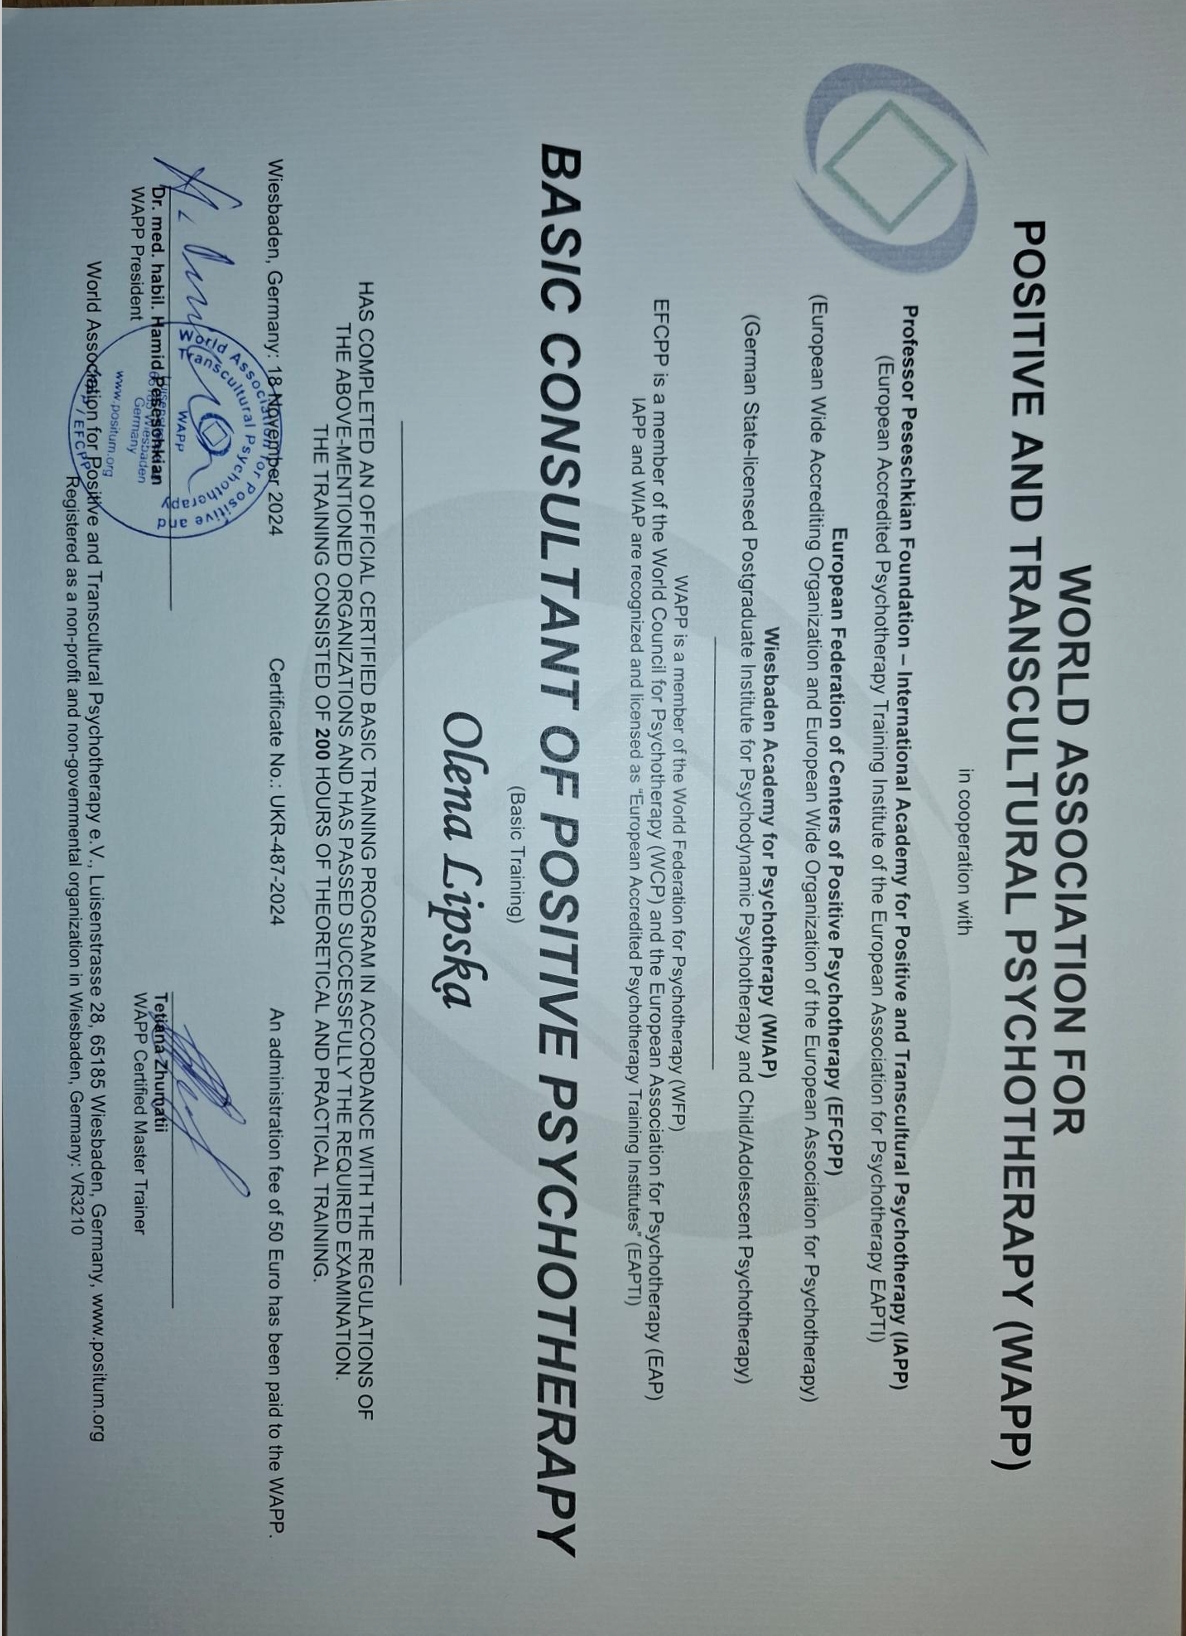 WORLD ASSOCIATION FOR
POSITIVE AND TRANSCULTURAL PSYCHOTHERAPY (WAPP)
in cooperation with
Professor Peseschkian Foundation – International Academy for Positive and Transcultural Psychotherapy (IAPP)
(European Accredited Psychotherapy Training Institute of the European Association for Psychotherapy EAPTI)
European Federation of Centers of Positive Psychotherapy (EFCPP)
(European Wide Accrediting Organization and European Wide Organization of the European Association for Psychotherapy)
Wiesbaden Academy for Psychotherapy (WIAP)
(German State-licensed Postgraduate Institute for Psychodynamic Psychotherapy and Child/Adolescent Psychotherapy)
WAPP is a member of the World Federation for Psychotherapy (WFP)
EFCPP is a member of the World Council for Psychotherapy (WCP) and the European Association for Psychotherapy (EAP)
IAPP and WIAP are recognized and licensed as “European Accredited Psychotherapy Training Institutes” (EAPTI)
BASIC CONSULTANT OF POSITIVE PSYCHOTHERAPY
(Basic Training)
Olena Lipska
HAS COMPLETED AN OFFICIAL CERTIFIED BASIC TRAINING PROGRAM IN ACCORDANCE WITH THE REGULATIONS OF
THE ABOVE-MENTIONED ORGANIZATIONS AND HAS PASSED SUCCESSFULLY THE REQUIRED EXAMINATION.
THE TRAINING CONSISTED OF 200 HOURS OF THEORETICAL AND PRACTICAL TRAINING.
Wiesbaden, Germany: 18 November 2024 Certificate No.: UKR-487-2024 An administration fee of 50 Euro has been paid to the WAPP.
World Association for Positive and
Transcultural Psychotherapy
WAPP
Wiesbaden
Germany
www.positum.org
/ EFCPP
Dr. med. habil. Hamid Peseschkian
WAPP President
Tetiana Zhumatii
WAPP Certified Master Trainer
World Association for Positive and Transcultural Psychotherapy e.V., Luisenstrasse 28, 65185 Wiesbaden, Germany, www.positum.org
Registered as a non-profit and non-governmental organization in Wiesbaden, Germany: VR3210